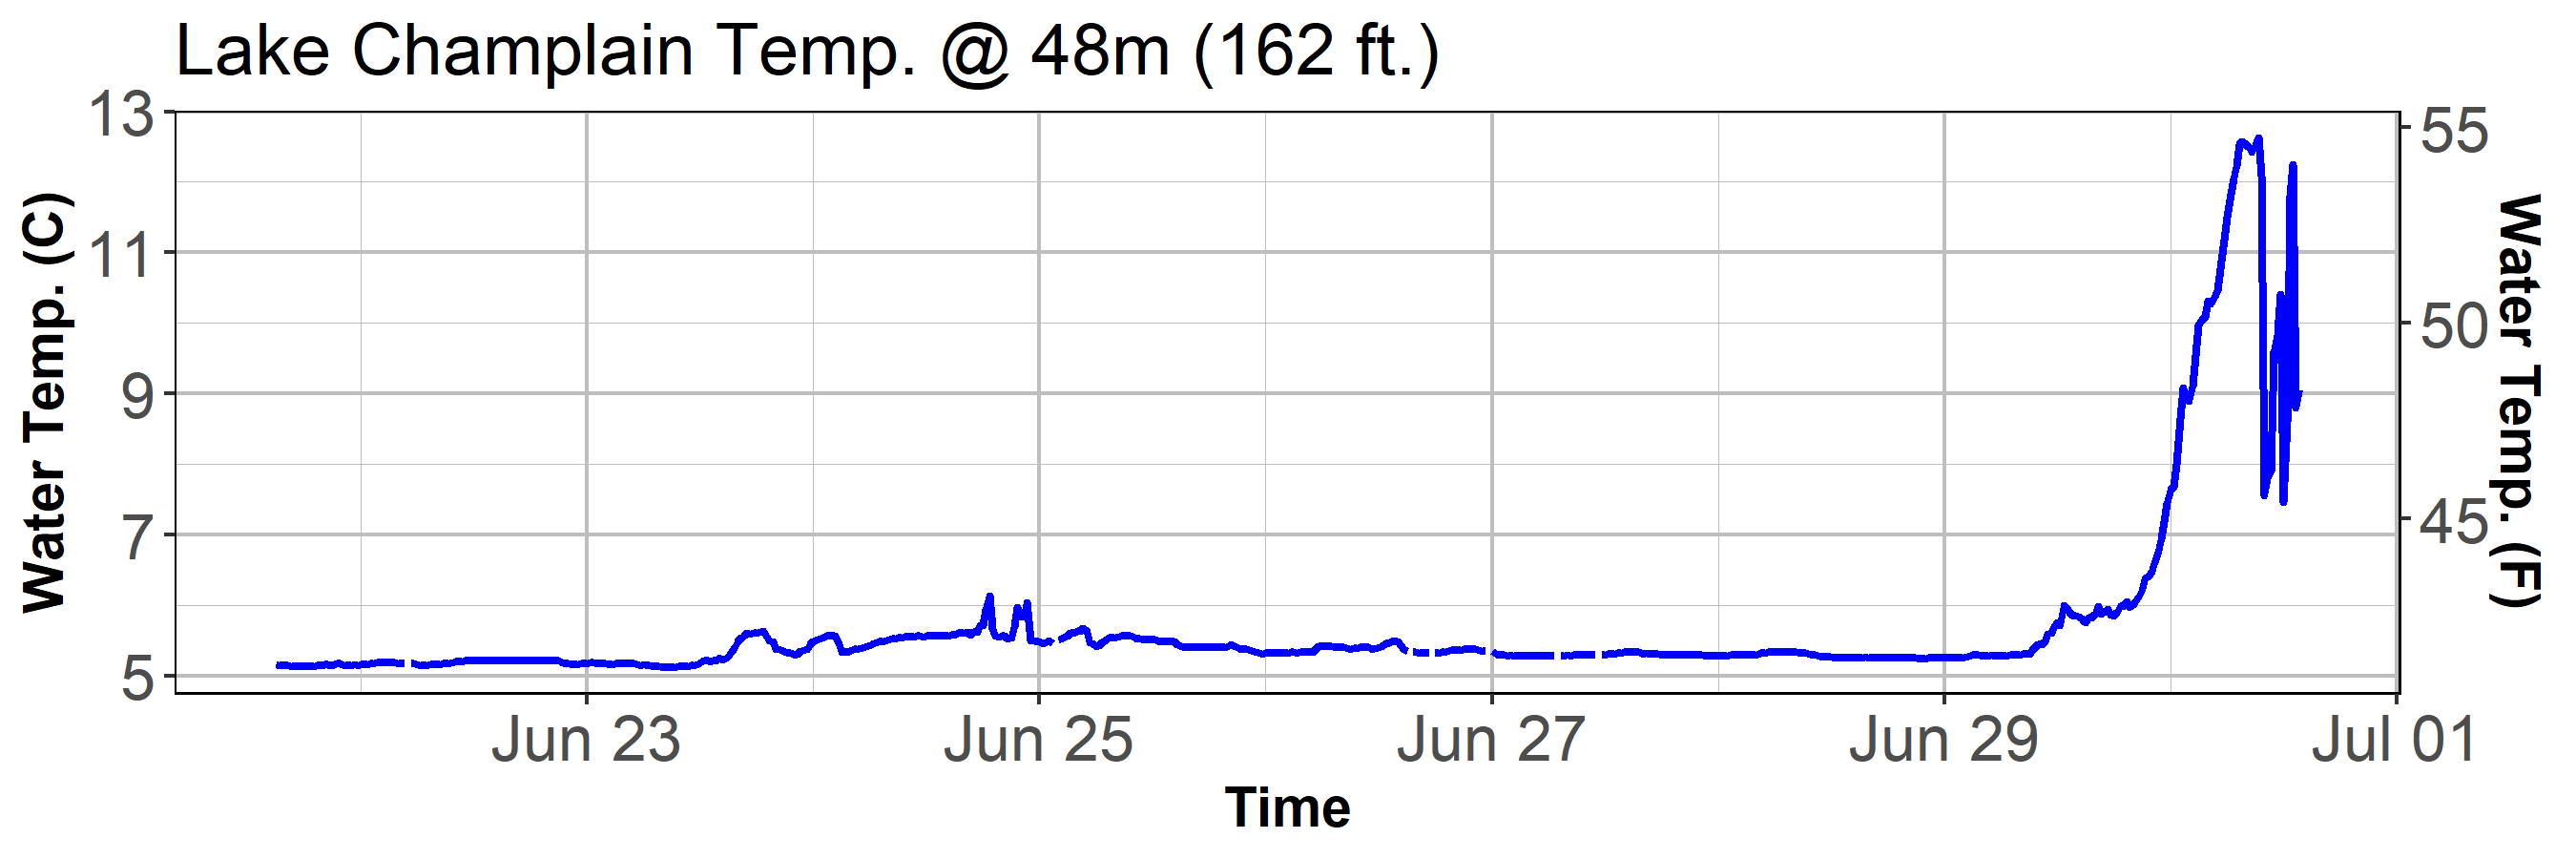 Lake Champlain Temp. @ 48m (162 ft.)
13
11
9
7
5
Water Temp. (C)
55
50
45
Water Temp. (F)
Jun 23 Jun 25 Jun 27 Jun 29 Jul 01
Time